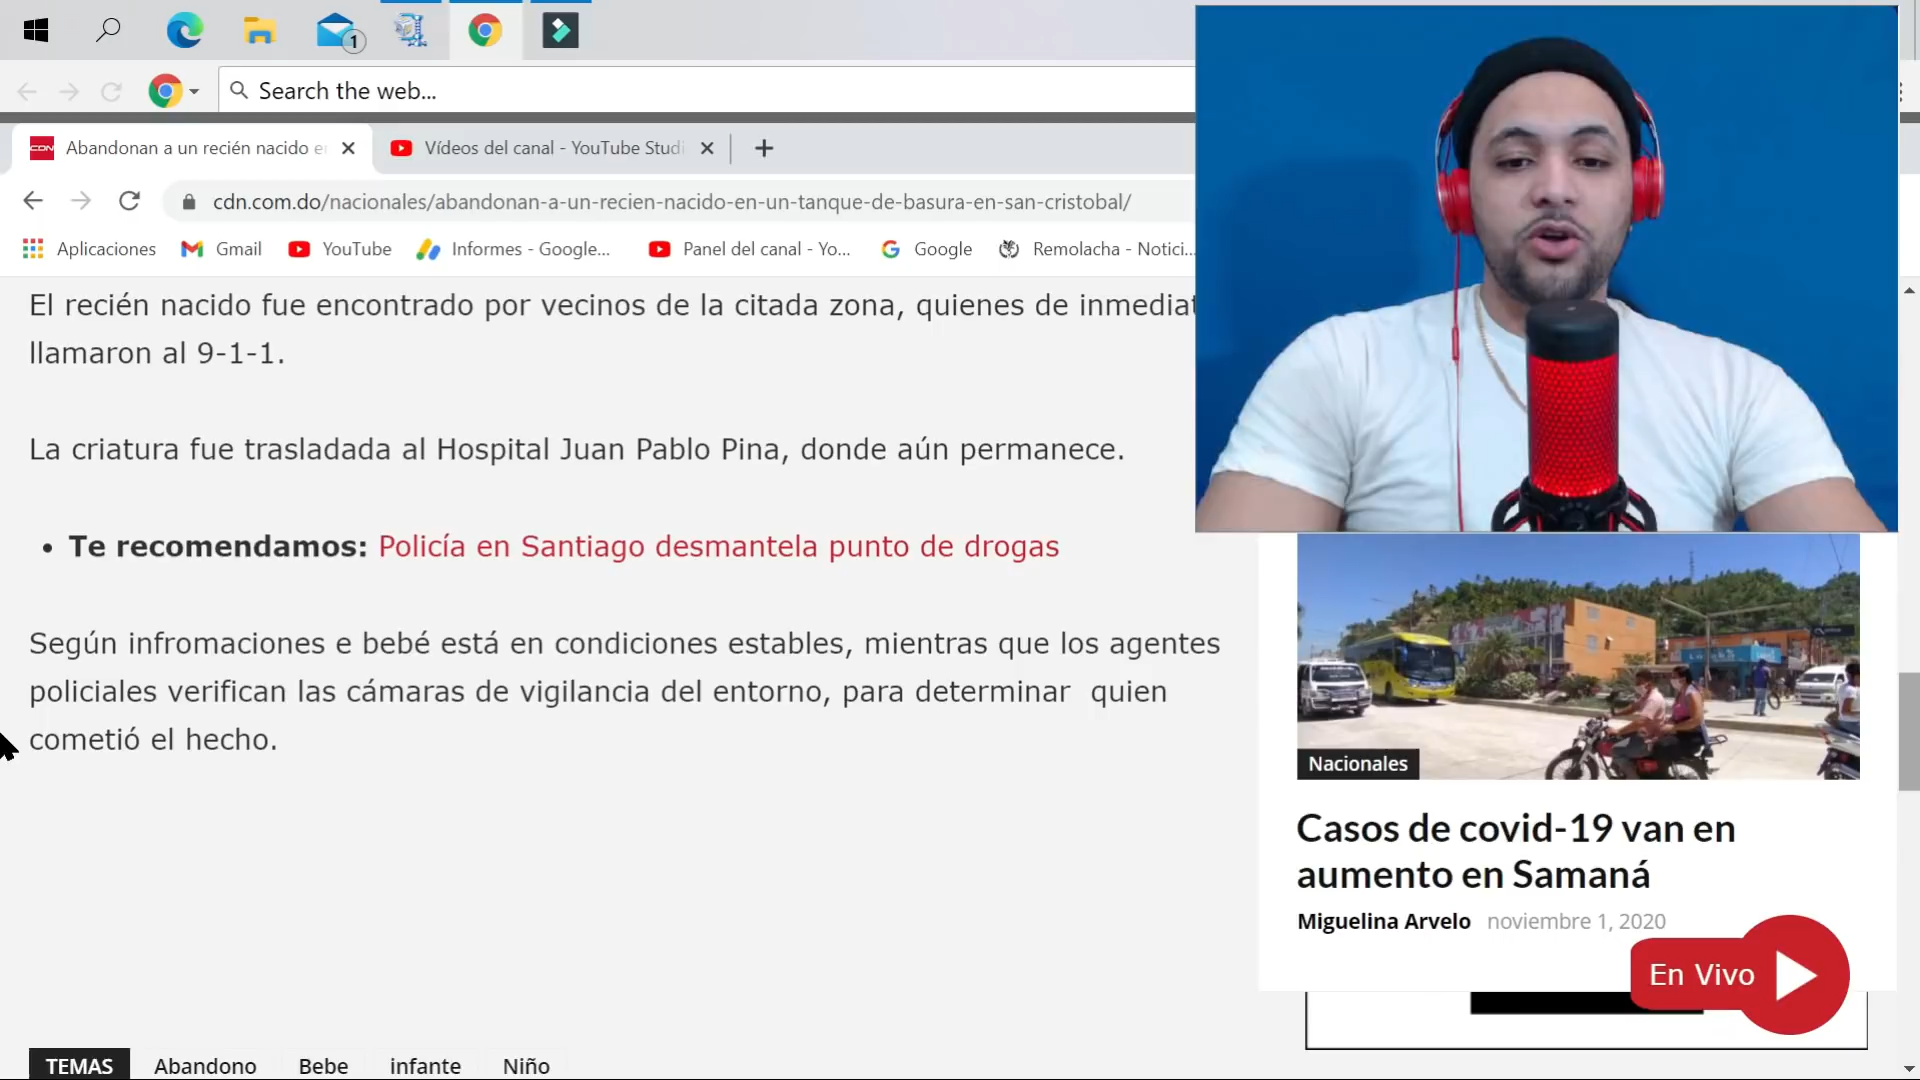 1
Search the web...
CDN
Abandonan a un recién nacido e
Vídeos del canal - YouTube Studi
cdn.com.do/nacionales/abandonan-a-un-recien-nacido-en-un-tanque-de-basura-en-san-cristobal/
Aplicaciones
Gmail
YouTube
Informes - Google...
Panel del canal - Yo...
Google
Remolacha - Notici...
El recién nacido fue encontrado por vecinos de la citada zona, quienes de inmediat
llamaron al 9-1-1.
La criatura fue trasladada al Hospital Juan Pablo Pina, donde aún permanece.
• Te recomendamos: Policía en Santiago desmantela punto de drogas
Según infromaciones e bebé está en condiciones estables, mientras que los agentes
policiales verifican las cámaras de vigilancia del entorno, para determinar quien
cometió el hecho.
Nacionales
Casos de covid-19 van en
aumento en Samaná
Miguelina Arvelo noviembre 1, 2020
En Vivo
TEMAS Abandono Bebe infante Niño